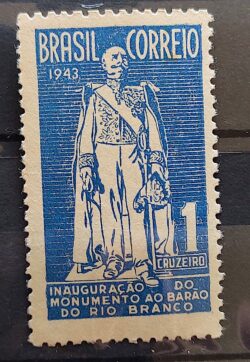 BRASIL CORREIO
1943
1
CRUZEIRO
INAUGURAÇÃO DO
MONUMENTO AO BARÃO
DO RIO BRANCO